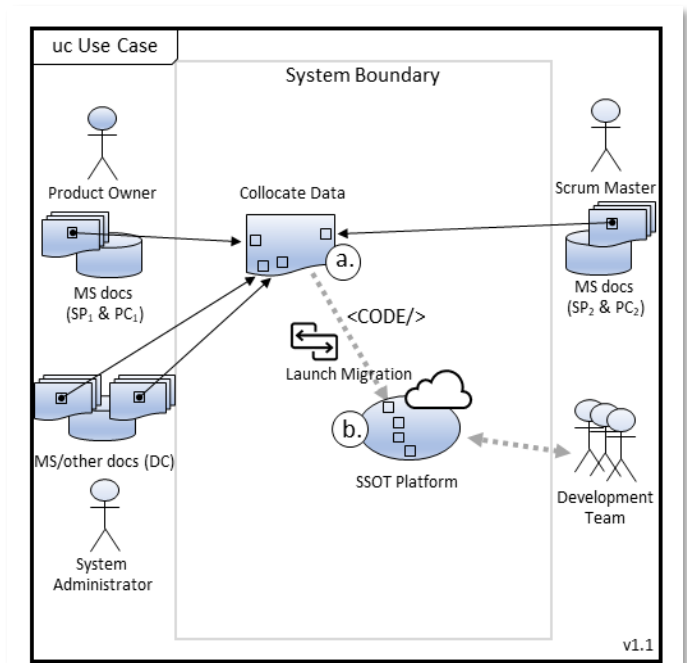 uc Use Case
System Boundary
Product Owner
Collocate Data
Scrum Master
a.
MS docs
(SP₁ & PC₁)
MS docs
(SP₂ & PC₂)
<CODE/>
Launch Migration
b.
MS/other docs (DC)
SSOT Platform
Development
Team
System
Administrator
v1.1